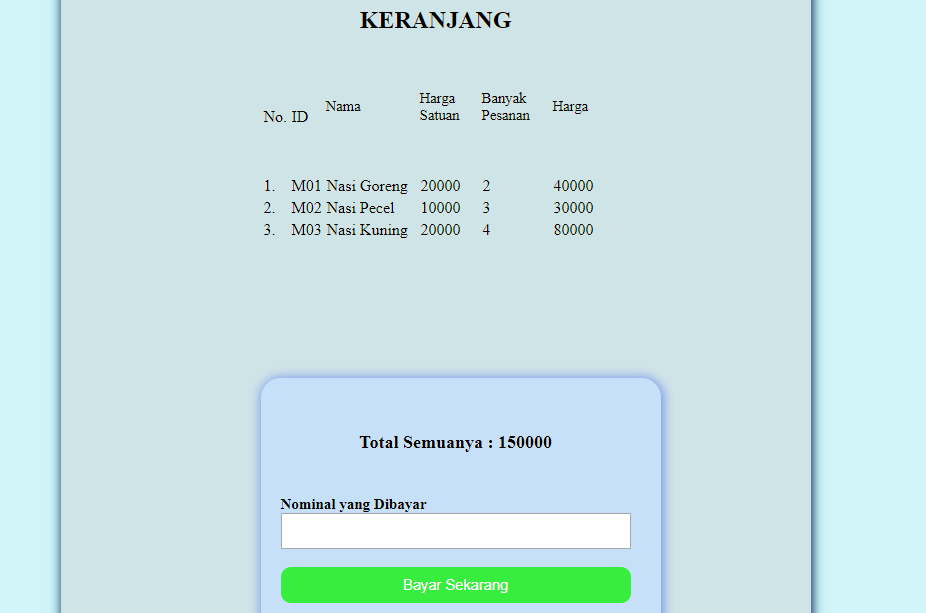 KERANJANG
No. ID Nama Harga Satuan Banyak Pesanan Harga
1. M01 Nasi Goreng 20000 2 40000
2. M02 Nasi Pecel 10000 3 30000
3. M03 Nasi Kuning 20000 4 80000
Total Semuanya : 150000
Nominal yang Dibayar
Bayar Sekarang